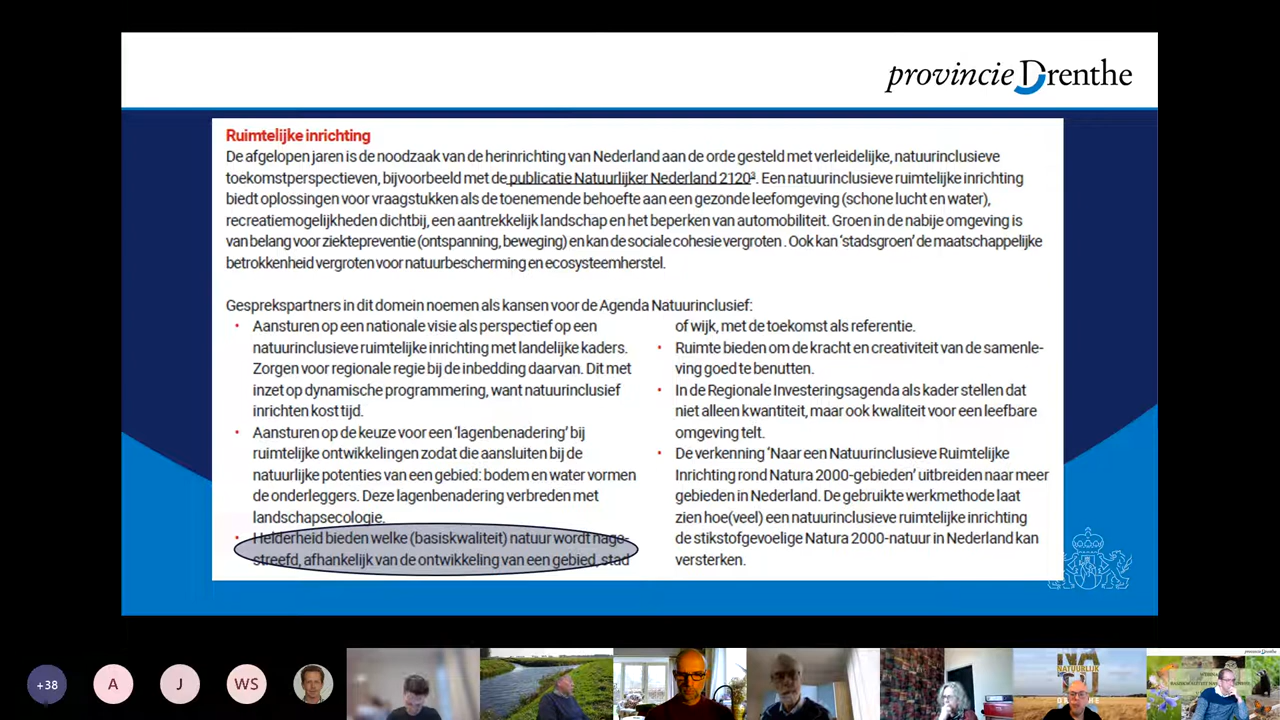 provincie Drenthe
Ruimtelijke inrichting
De afgelopen jaren is de noodzaak van de herinrichting van Nederland aan de orde gesteld met verleidelijke, natuurinclusieve
toekomstperspectieven, bijvoorbeeld met de publicatie Natuurlijker Nederland 2120³. Een natuurinclusieve ruimtelijke inrichting
biedt oplossingen voor vraagstukken als de toenemende behoefte aan een gezonde leefomgeving (schone lucht en water),
recreatiemogelijkheden dichtbij, een aantrekkelijk landschap en het beperken van automobiliteit. Groen in de nabije omgeving is
van belang voor ziektepreventie (ontspanning, beweging) en kan de sociale cohesie vergroten . Ook kan ‘stadsgroen’ de maatschappelijke
betrokkenheid vergroten voor natuurbescherming en ecosysteemherstel.
Gesprekspartners in dit domein noemen als kansen voor de Agenda Natuurinclusief:
• Aansturen op een nationale visie als perspectief op een
natuurinclusieve ruimtelijke inrichting met landelijke kaders.
Zorgen voor regionale regie bij de inbedding daarvan. Dit met
inzet op dynamische programmering, want natuurinclusief
inrichten kost tijd.
• Aansturen op de keuze voor een ‘lagenbenadering’ bij
ruimtelijke ontwikkelingen zodat die aansluiten bij de
natuurlijke potenties van een gebied: bodem en water vormen
de onderleggers. Deze lagenbenadering verbreden met
landschapsecologie.
• Helderheid bieden welke (basiskwaliteit) natuur wordt nage-
streefd, afhankelijk van de ontwikkeling van een gebied, stad
of wijk, met de toekomst als referentie.
• Ruimte bieden om de kracht en creativiteit van de samenle-
ving goed te benutten.
• In de Regionale Investeringsagenda als kader stellen dat
niet alleen kwantiteit, maar ook kwaliteit voor een leefbare
omgeving telt.
• De verkenning ‘Naar een Natuurinclusieve Ruimtelijke
Inrichting rond Natura 2000-gebieden’ uitbreiden naar meer
gebieden in Nederland. De gebruikte werkmethode laat
zien hoe(veel) een natuurinclusieve ruimtelijke inrichting
de stikstofgevoelige Natura 2000-natuur in Nederland kan
versterken.
+38
A
J
WS
NATUURLIJK
provincie Drenthe